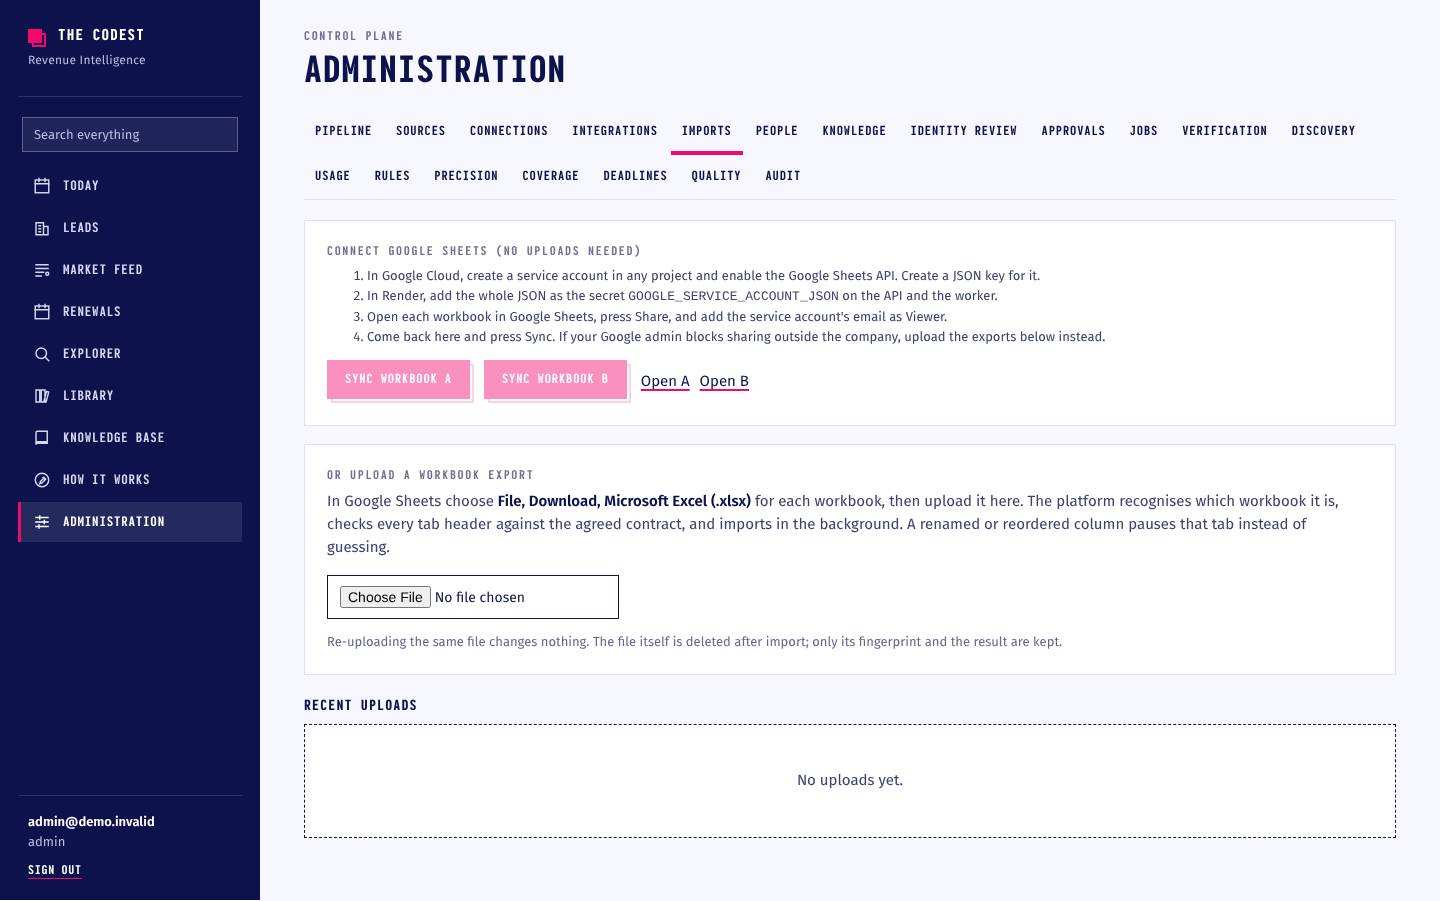 THE CODEST
Revenue Intelligence
Search everything
TODAY
LEADS
MARKET FEED
RENEWALS
EXPLORER
LIBRARY
KNOWLEDGE BASE
HOW IT WORKS
ADMINISTRATION
admin@demo.invalid
admin
SIGN OUT
CONTROL PLANE
ADMINISTRATION
PIPELINE SOURCES CONNECTIONS INTEGRATIONS IMPORTS PEOPLE KNOWLEDGE IDENTITY REVIEW APPROVALS JOBS VERIFICATION DISCOVERY
USAGE RULES PRECISION COVERAGE DEADLINES QUALITY AUDIT
CONNECT GOOGLE SHEETS (NO UPLOADS NEEDED)
1. In Google Cloud, create a service account in any project and enable the Google Sheets API. Create a JSON key for it.
2. In Render, add the whole JSON as the secret GOOGLE_SERVICE_ACCOUNT_JSON on the API and the worker.
3. Open each workbook in Google Sheets, press Share, and add the service account's email as Viewer.
4. Come back here and press Sync. If your Google admin blocks sharing outside the company, upload the exports below instead.
SYNC WORKBOOK A SYNC WORKBOOK B Open A Open B
OR UPLOAD A WORKBOOK EXPORT
In Google Sheets choose File, Download, Microsoft Excel (.xlsx) for each workbook, then upload it here. The platform recognises which workbook it is,
checks every tab header against the agreed contract, and imports in the background. A renamed or reordered column pauses that tab instead of
guessing.
Choose File No file chosen
Re-uploading the same file changes nothing. The file itself is deleted after import; only its fingerprint and the result are kept.
RECENT UPLOADS
No uploads yet.